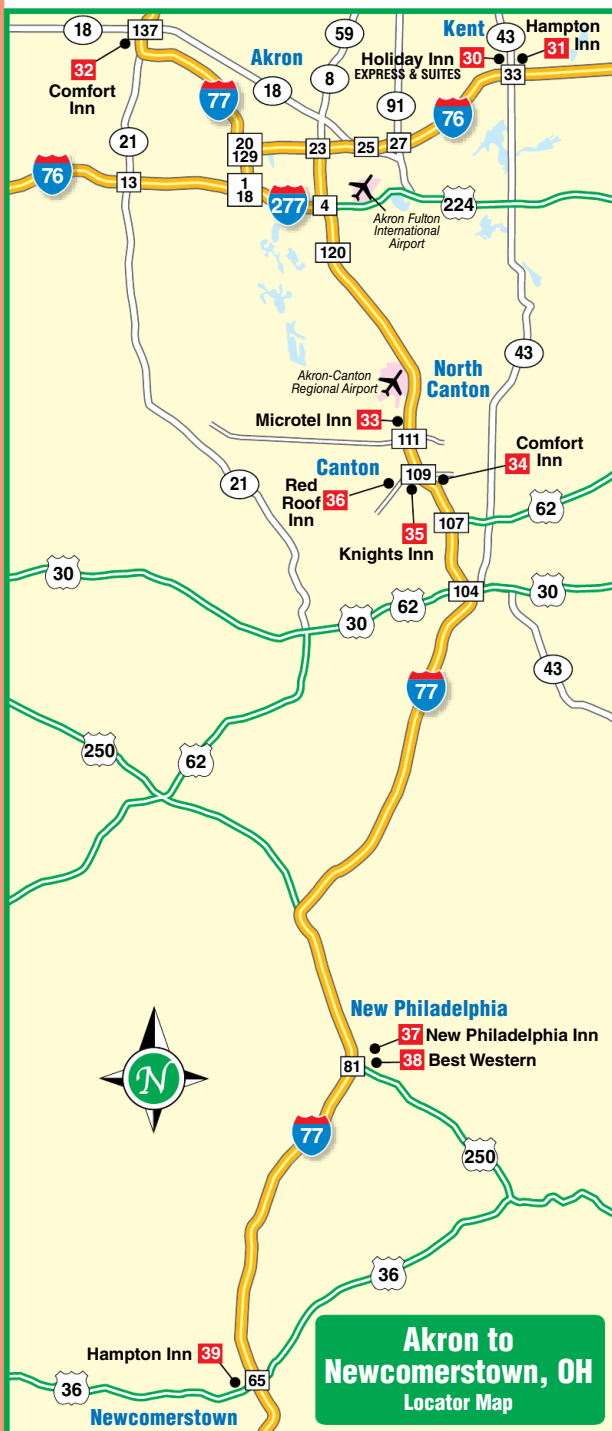 18
137
59
Kent
43
Hampton
Inn
31
32
Comfort
Inn
Akron
Holiday Inn 30
EXPRESS & SUITES
33
8
77
18
91
76
21
20
129
23
25
27
76
13
1
18
277
4
224
Akron Fulton
International
Airport
120
43
Akron-Canton
Regional Airport
North
Canton
Microtel Inn 33
111
Comfort
Inn
34
Canton
109
21
Red
Roof
Inn
36
62
35
107
Knights Inn
30
104
30
62
30
43
77
250
62
New Philadelphia
37 New Philadelphia Inn
38 Best Western
81
N
77
250
36
Hampton Inn 39
65
36
Newcomerstown
Akron to
Newcomerstown, OH
Locator Map